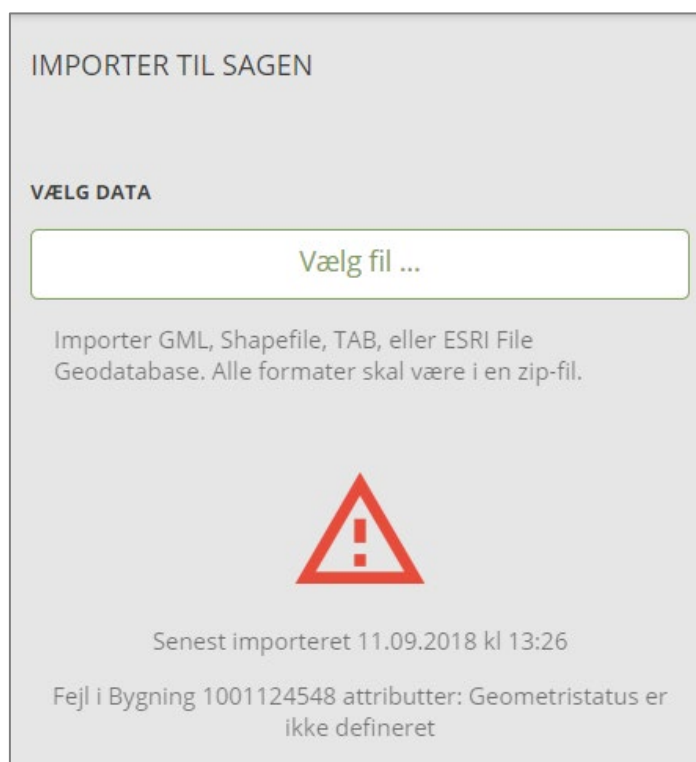 IMPORTER TIL SAGEN
VÆLG DATA
Vælg fil ...
Importer GML, Shapefile, TAB, eller ESRI File
Geodatabase. Alle formater skal være i en zip-fil.
Senest importeret 11.09.2018 kl 13:26
Fejl i Bygning 1001124548 attributter: Geometristatus er
ikke defineret